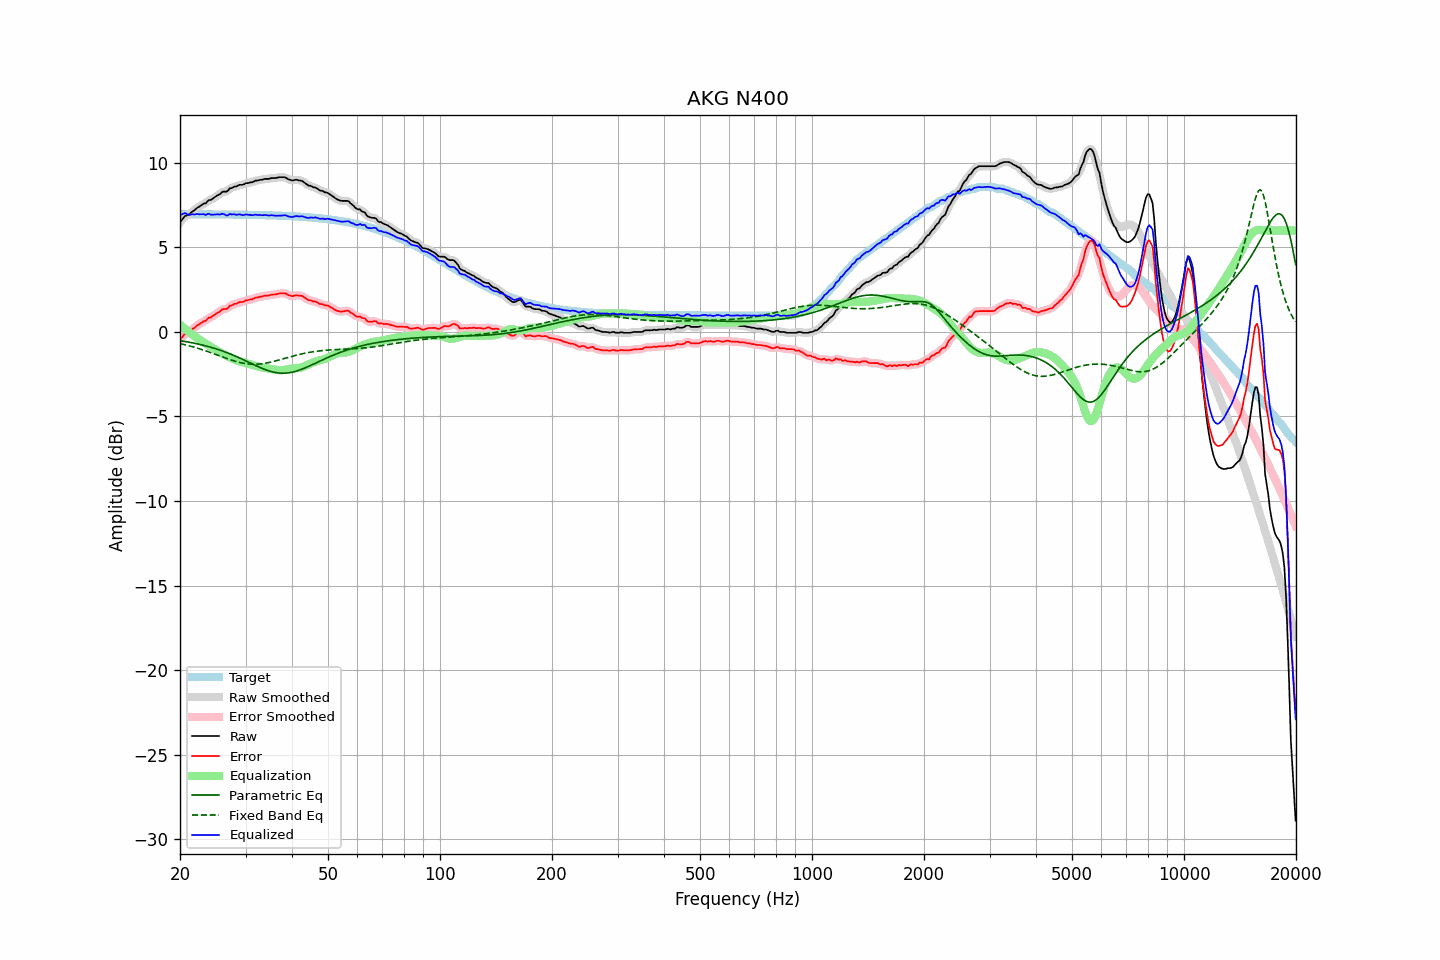 AKG N400
Amplitude (dBr)
10
5
0
−5
−10
−15
−20
−25
−30
Target
Raw Smoothed
Error Smoothed
Raw
Error
Equalization
Parametric Eq
Fixed Band Eq
Equalized
20 50 100 200 500 1000 2000 5000 10000 20000
Frequency (Hz)